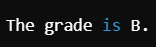 The grade is B.